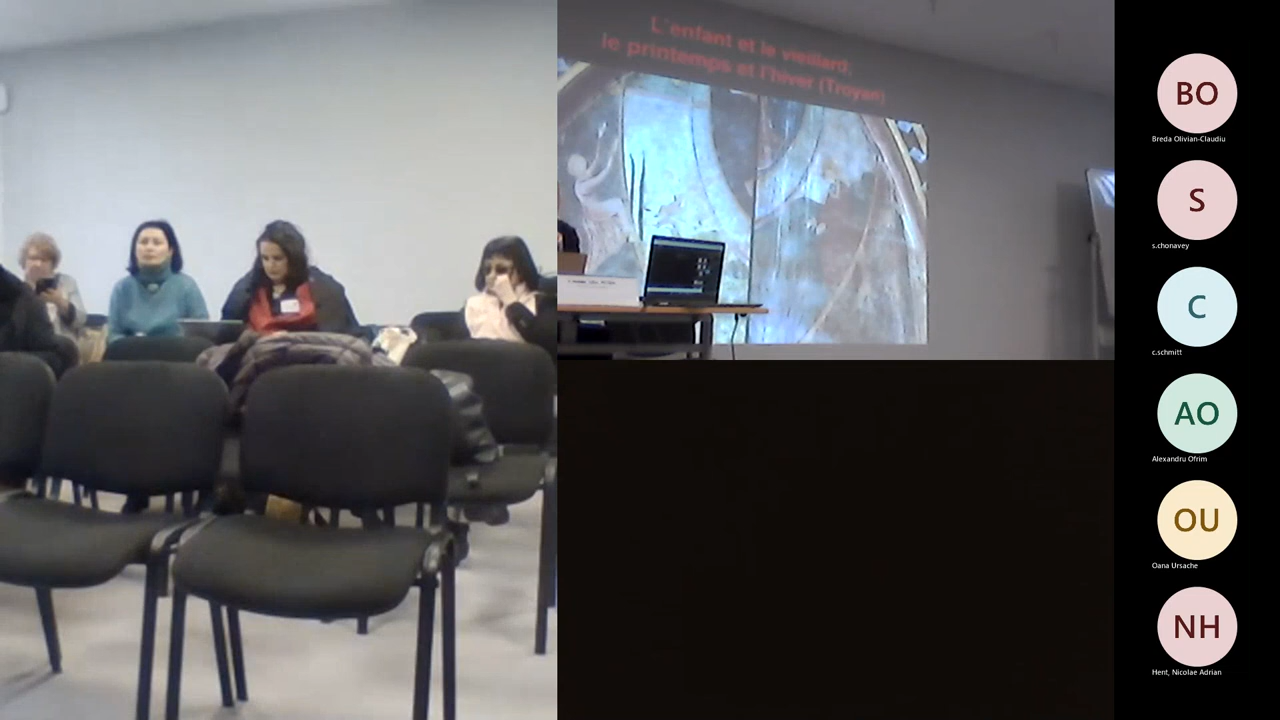 L'enfant et le vieillard,
le printemps et l'hiver (Troyan)
BO
Breda Olivian-Claudiu
S
s.chonavey
C
c.schmitt
AO
Alexandru Ofrim
OU
Oana Ursache
NH
Hent, Nicolae Adrian